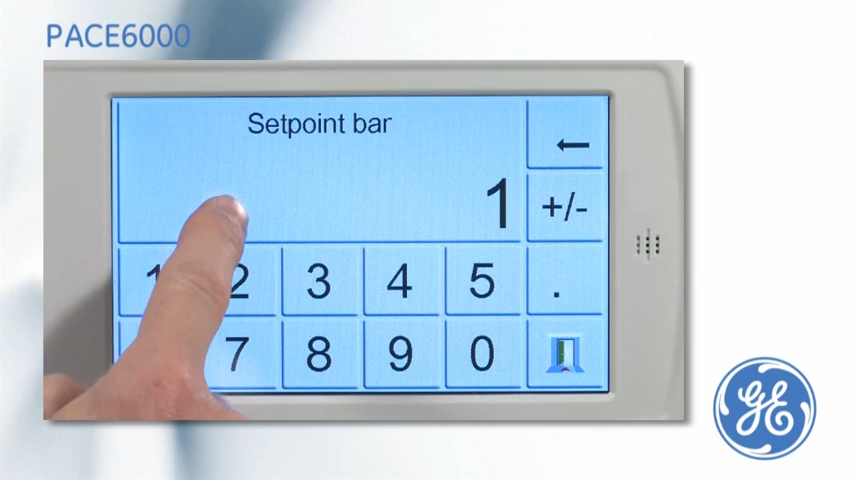 PACE6000
Setpoint bar
←
1
+/-
1 2 3 4 5 .
7 8 9 0
GE